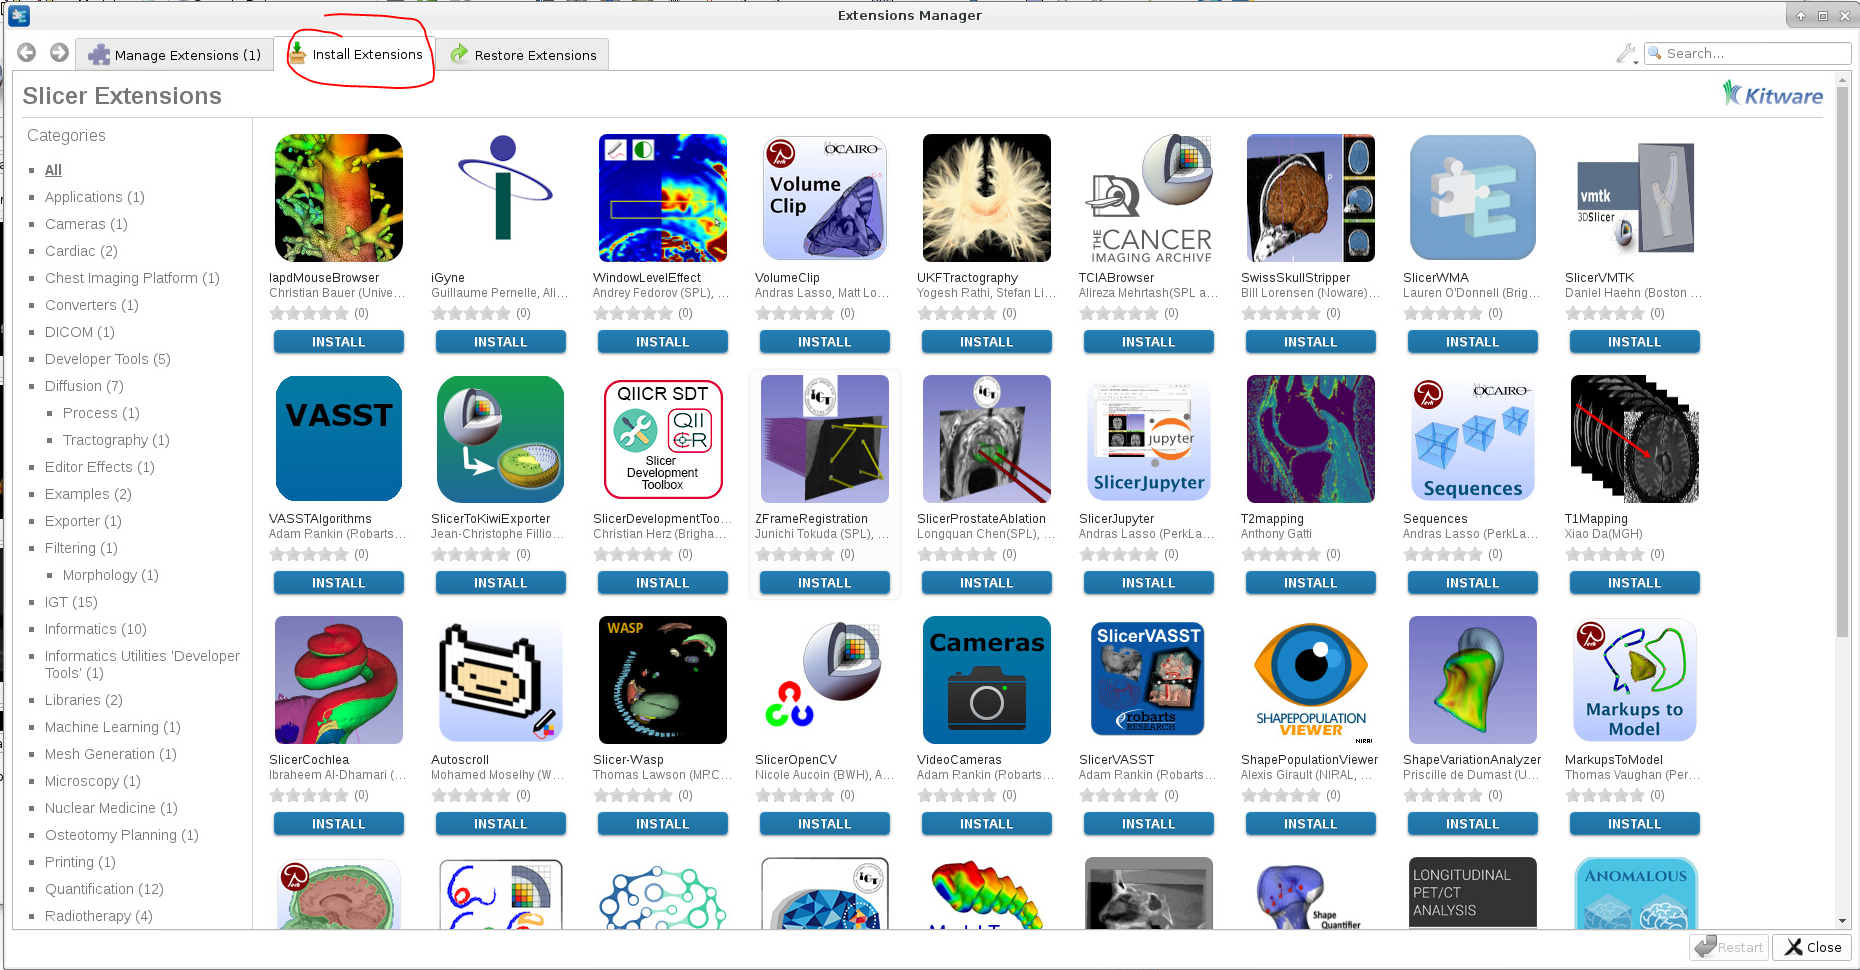 Extensions Manager
Manage Extensions (1)
Install Extensions
Restore Extensions
Search...
Slicer Extensions
Kitware
Categories
All
Applications (1)
Cameras (1)
Cardiac (2)
Chest Imaging Platform (1)
Converters (1)
DICOM (1)
Developer Tools (5)
Diffusion (7)
Process (1)
Tractography (1)
Editor Effects (1)
Examples (2)
Exporter (1)
Filtering (1)
Morphology (1)
IGT (15)
Informatics (10)
Informatics Utilities 'Developer
Tools' (1)
Libraries (2)
Machine Learning (1)
Mesh Generation (1)
Microscopy (1)
Nuclear Medicine (1)
Osteotomy Planning (1)
Printing (1)
Quantification (12)
Radiotherapy (4)
Perk OCAIRO
Volume
Clip
THE CANCER
IMAGING ARCHIVE
vmtk
3DSlicer
IapdMouseBrowser iGyne WindowLevelEffect VolumeClip UKFTractography TCIABrowser SwissSkullStripper SlicerWMA SlicerVMTK
Christian Bauer (Unive... Guillaume Pernelle, Ali... Andrey Fedorov (SPL), ... Andras Lasso, Matt Lo... Yogesh Rathi, Stefan Li... Alireza Mehrtash(SPL a... Bill Lorensen (Noware)... Lauren O'Donnell (Brig... Daniel Haehn (Boston ...
(0) (0) (0) (0) (0) (0) (0) (0) (0)
INSTALL INSTALL INSTALL INSTALL INSTALL INSTALL INSTALL INSTALL INSTALL
VASST
QIICR SDT
QII
CR
Slicer
Development
Toolbox
IGT
IGT
jupyter
SlicerJupyter
Perk OCAIRO
Sequences
VASSTAlgorithms SlicerToKiwiExporter SlicerDevelopmentToo... ZFrameRegistration SlicerProstateAblation SlicerJupyter T2mapping Sequences T1Mapping
Adam Rankin (Robarts... Jean-Christophe Fillio... Christian Herz (Brigha... Junichi Tokuda (SPL), ... Longquan Chen(SPL), ... Andras Lasso (PerkLa... Anthony Gatti Andras Lasso (PerkLa... Xiao Da(MGH)
(0) (0) (0) (0) (0) (0) (0) (0) (0)
INSTALL INSTALL INSTALL INSTALL INSTALL INSTALL INSTALL INSTALL INSTALL
WASP
Cameras
SlicerVASST
robarts
RESEARCH
SHAPEPOPULATION
VIEWER
NIRAL
Perk
Markups to
Model
SlicerCochlea Autoscroll Slicer-Wasp SlicerOpenCV VideoCameras SlicerVASST ShapePopulationViewer ShapeVariationAnalyzer MarkupsToModel
Ibraheem Al-Dhamari (... Mohamed Moselhy (W... Thomas Lawson (MRC... Nicole Aucoin (BWH), A... Adam Rankin (Robarts... Adam Rankin (Robarts... Alexis Girault (NIRAL, ... Priscille de Dumast (U... Thomas Vaughan (Per...
(0) (0) (0) (0) (0) (0) (0) (0) (0)
INSTALL INSTALL INSTALL INSTALL INSTALL INSTALL INSTALL INSTALL INSTALL
Perk
IGT
Shape
Quantifier
LONGITUDINAL
PET/CT
ANALYSIS
ANOMALOUS
Restart
Close